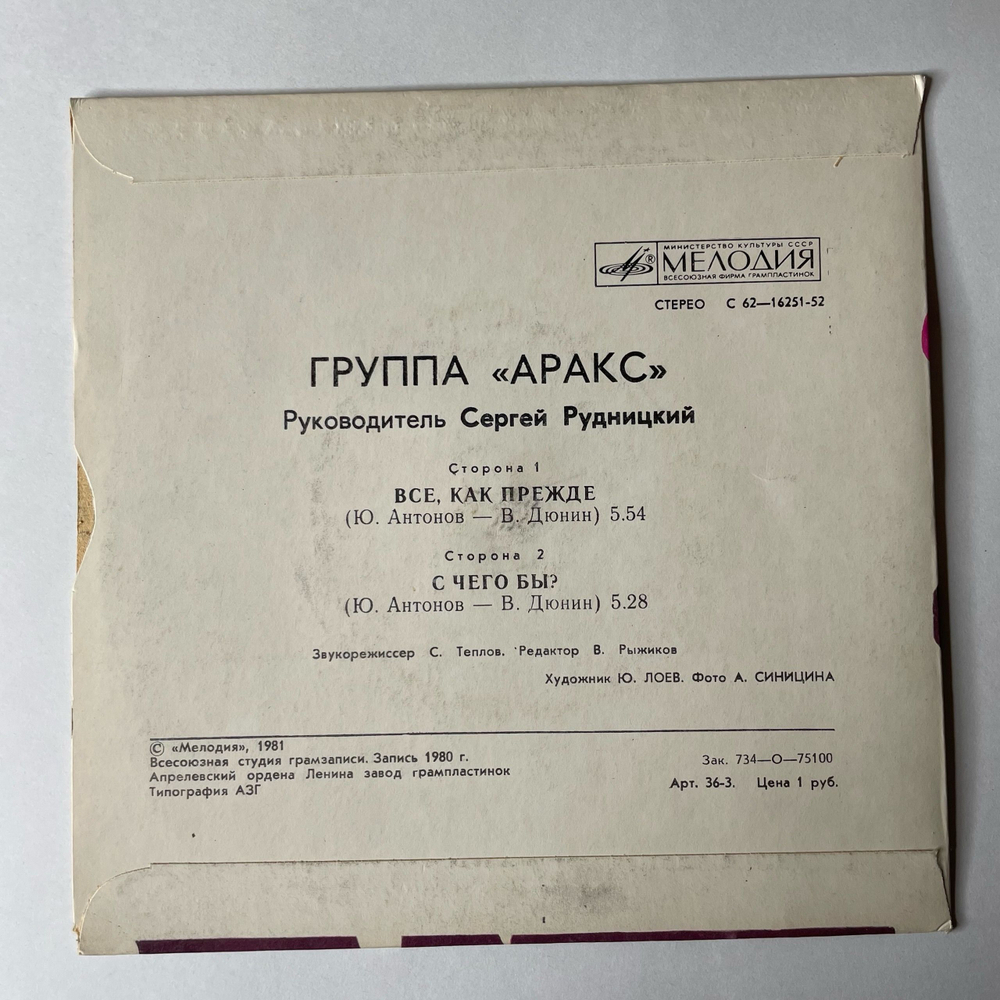 МИНИСТЕРСТВО КУЛЬТУРЫ СССР
® МЕЛОДИЯ
ВСЕСОЮЗНАЯ ФИРМА ГРАМПЛАСТИНОК
СТЕРЕО С 62—16251-52
ГРУППА «АРАКС»
Руководитель Сергей Рудницкий
Сторона 1
ВСЕ, КАК ПРЕЖДЕ
(Ю. Антонов — В. Дюнин) 5.54
Сторона 2
С ЧЕГО БЫ?
(Ю. Антонов — В. Дюнин) 5.28
Звукорежиссер С. Теплов. Редактор В. Рыжиков
Художник Ю. ЛОЕВ. Фото А. СИНИЦИНА
© «Мелодия», 1981
Всесоюзная студия грамзаписи. Запись 1980 г.
Апрелевский ордена Ленина завод грампластинок
Типография АЗГ
Зак. 734—О—75100
Арт. 36-3. Цена 1 руб.